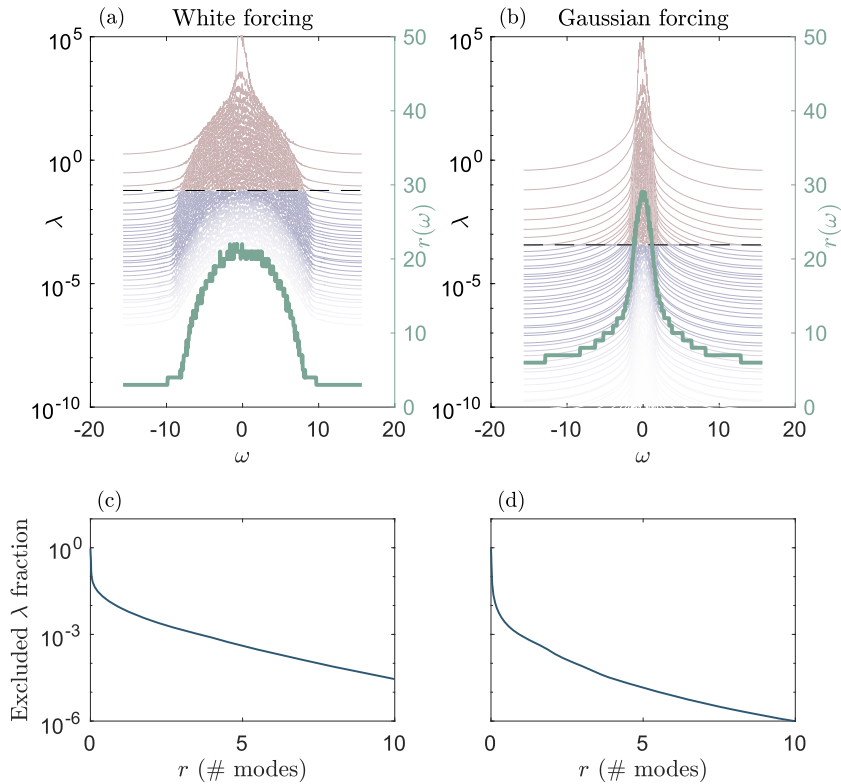 (a) White forcing (b) Gaussian forcing
10^5 50 10^5 50
40 40
10^0 10^0
30 30
λ r(ω) λ r(ω)
20 20
10^-5 10^-5
10 10
10^-10 0 10^-10 0
-20 -10 0 10 20 -20 -10 0 10 20
ω ω
(c) (d)
10^0
10^-3
10^-6
Excluded λ fraction
0 5 10 0 5 10
r (# modes) r (# modes)